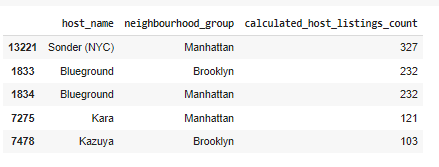 host_name neighbourhood_group calculated_host_listings_count
13221 Sonder (NYC) Manhattan 327
1833 Blueground Brooklyn 232
1834 Blueground Manhattan 232
7275 Kara Manhattan 121
7478 Kazuya Brooklyn 103